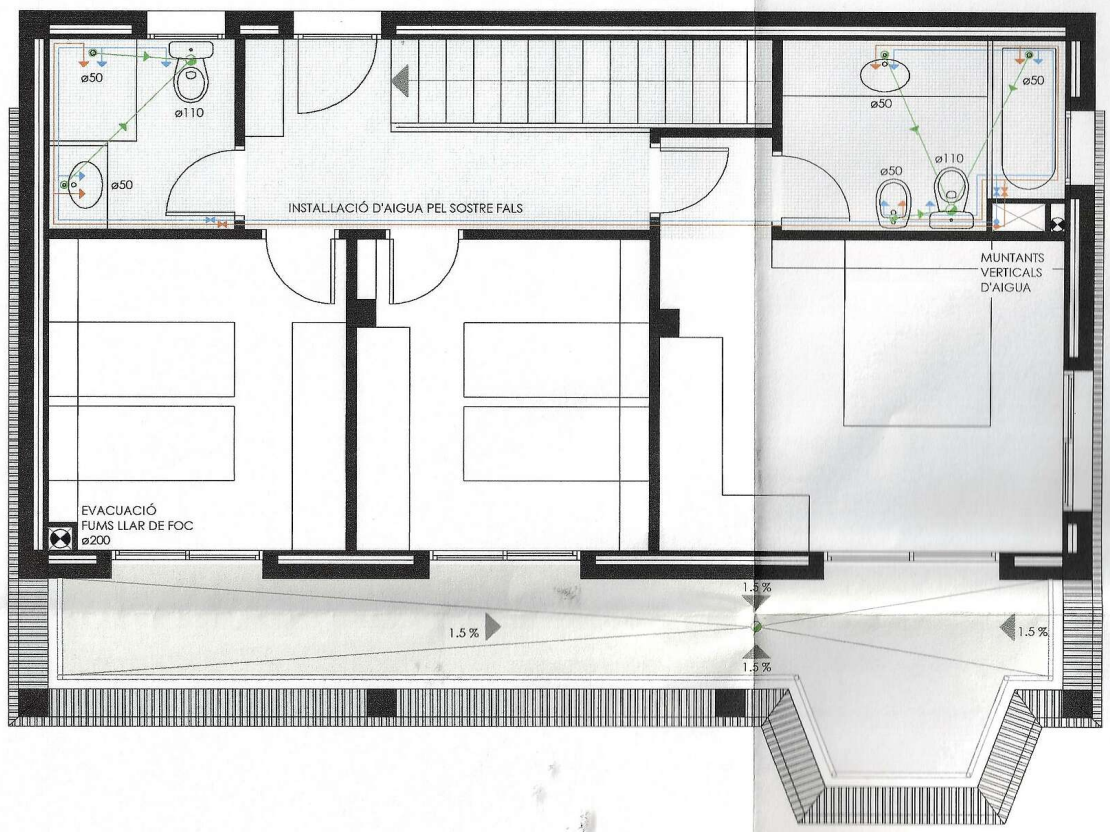 ø50
ø110
ø50
INSTAL.LACIÓ D'AIGUA PEL SOSTRE FALS
ø50
ø50
ø50
ø110
MUNTANTS
VERTICALS
D'AIGUA
EVACUACIÓ
FUMS LLAR DE FOC
ø200
1.5 %
1.5 %
1.5 %
1.5 %